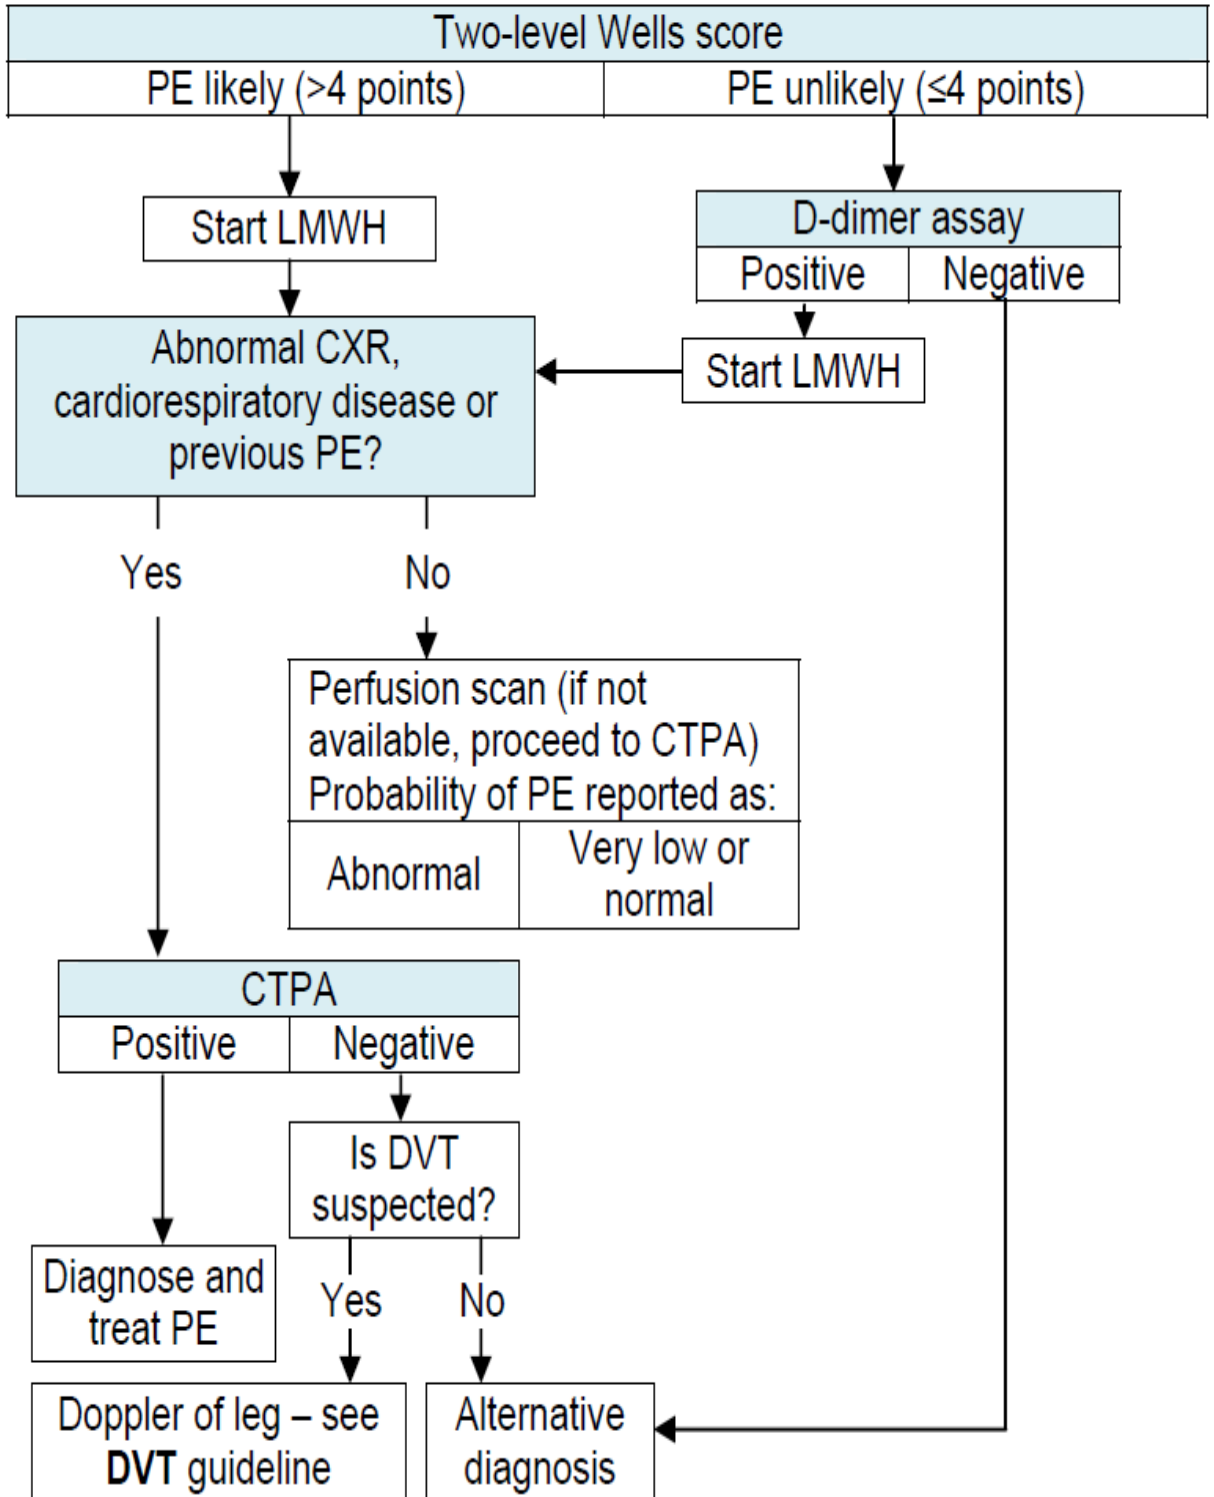 Two-level Wells score
PE likely (>4 points)
PE unlikely (≤4 points)
Start LMWH
D-dimer assay
Positive
Negative
Start LMWH
Abnormal CXR,
cardiorespiratory disease or
previous PE?
Yes
No
Perfusion scan (if not
available, proceed to CTPA)
Probability of PE reported as:
Abnormal
Very low or
normal
CTPA
Positive
Negative
Is DVT
suspected?
Diagnose and
treat PE
Yes
No
Doppler of leg – see
DVT guideline
Alternative
diagnosis